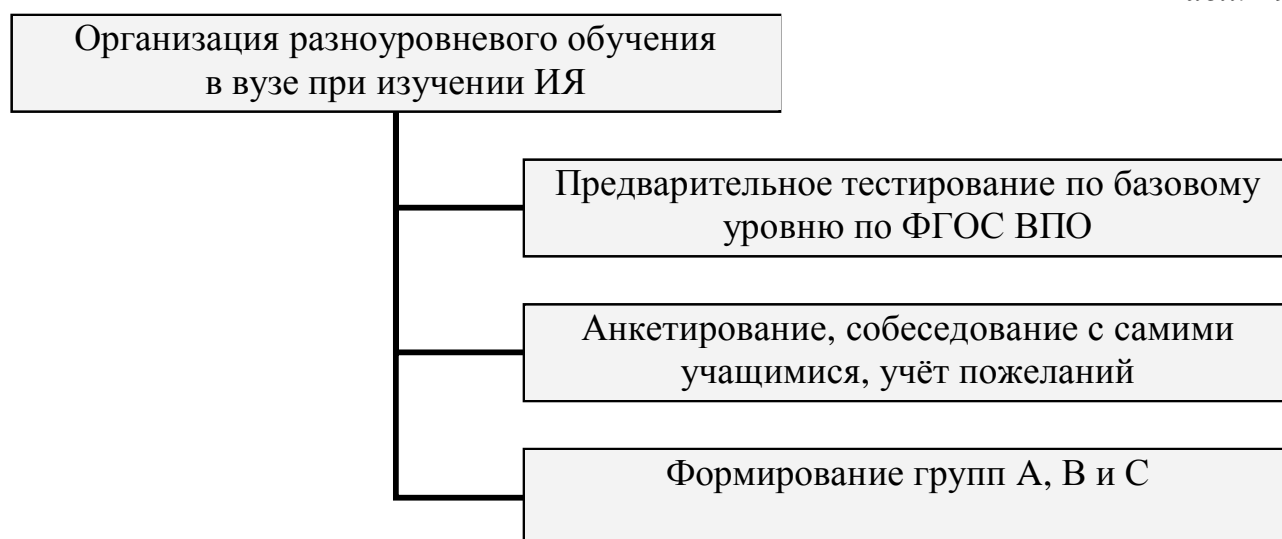 Организация разноуровневого обучения
в вузе при изучении ИЯ
Предварительное тестирование по базовому
уровню по ФГОС ВПО
Анкетирование, собеседование с самими
учащимися, учёт пожеланий
Формирование групп А, В и С